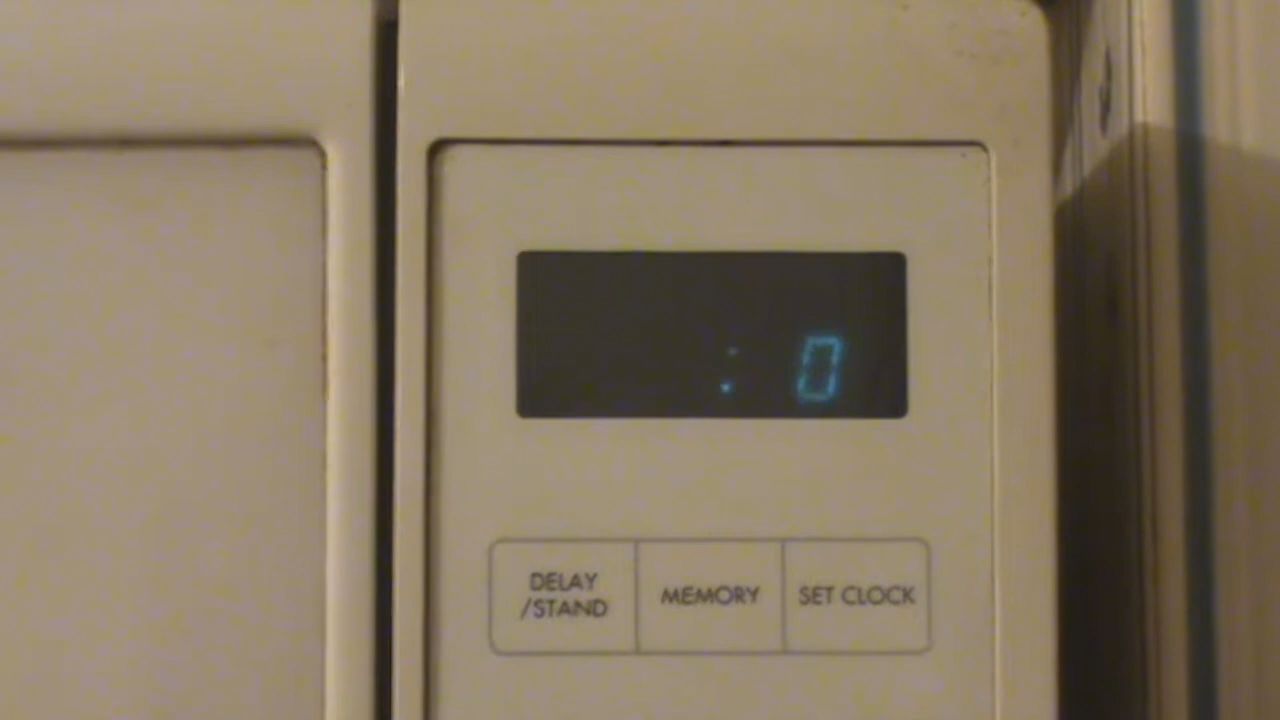 : 0
DELAY
/STAND
MEMORY
SET CLOCK